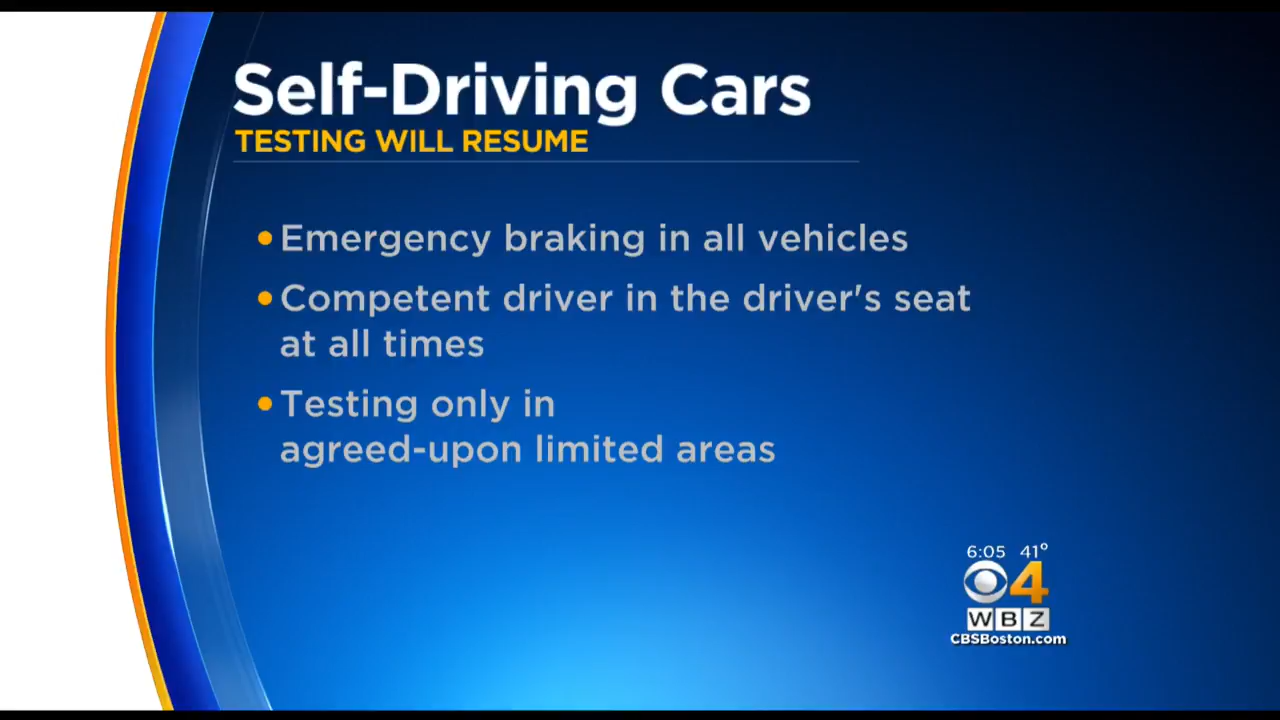 Self-Driving Cars
TESTING WILL RESUME
• Emergency braking in all vehicles
• Competent driver in the driver's seat
at all times
• Testing only in
agreed-upon limited areas
6:05 41°
4
WBZ
CBSBoston.com